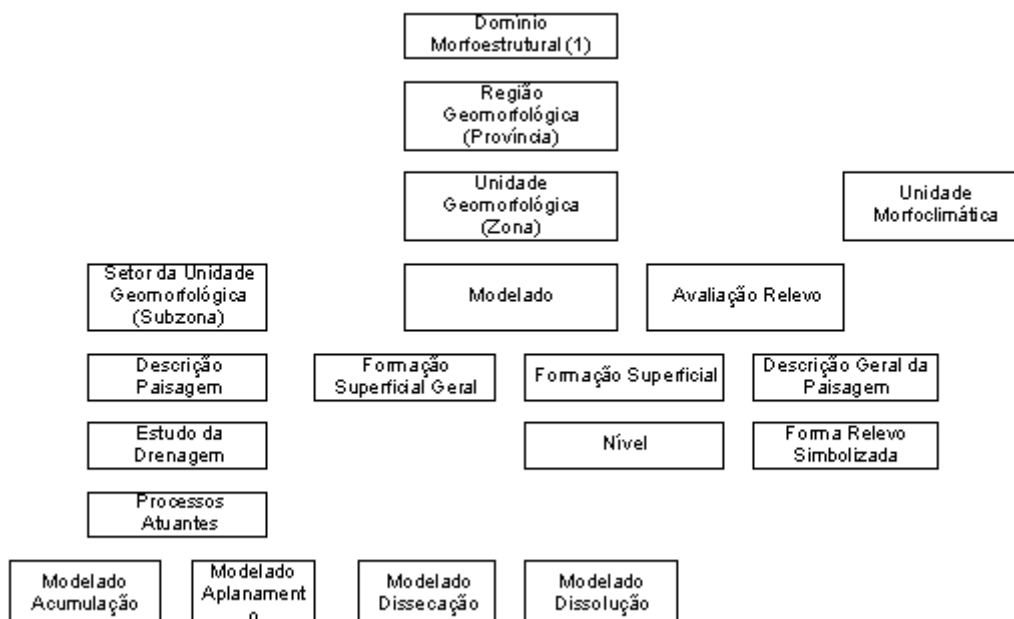 Domínio
Morfoestrutural (1)
Região
Geomorfológica
(Província)
Unidade
Geomorfológica
(Zona)
Unidade
Morfoclimática
Setor da Unidade
Geomorfológica
(Subzona)
Modelado
Avaliação Relevo
Descrição
Paisagem
Formação
Superficial Geral
Formação Superficial
Descrição Geral da
Paisagem
Estudo da
Drenagem
Nível
Forma Relevo
Simbolizada
Processos
Atuantes
Modelado
Acumulação
Modelado
Aplanament
o
Modelado
Dissecação
Modelado
Dissolução